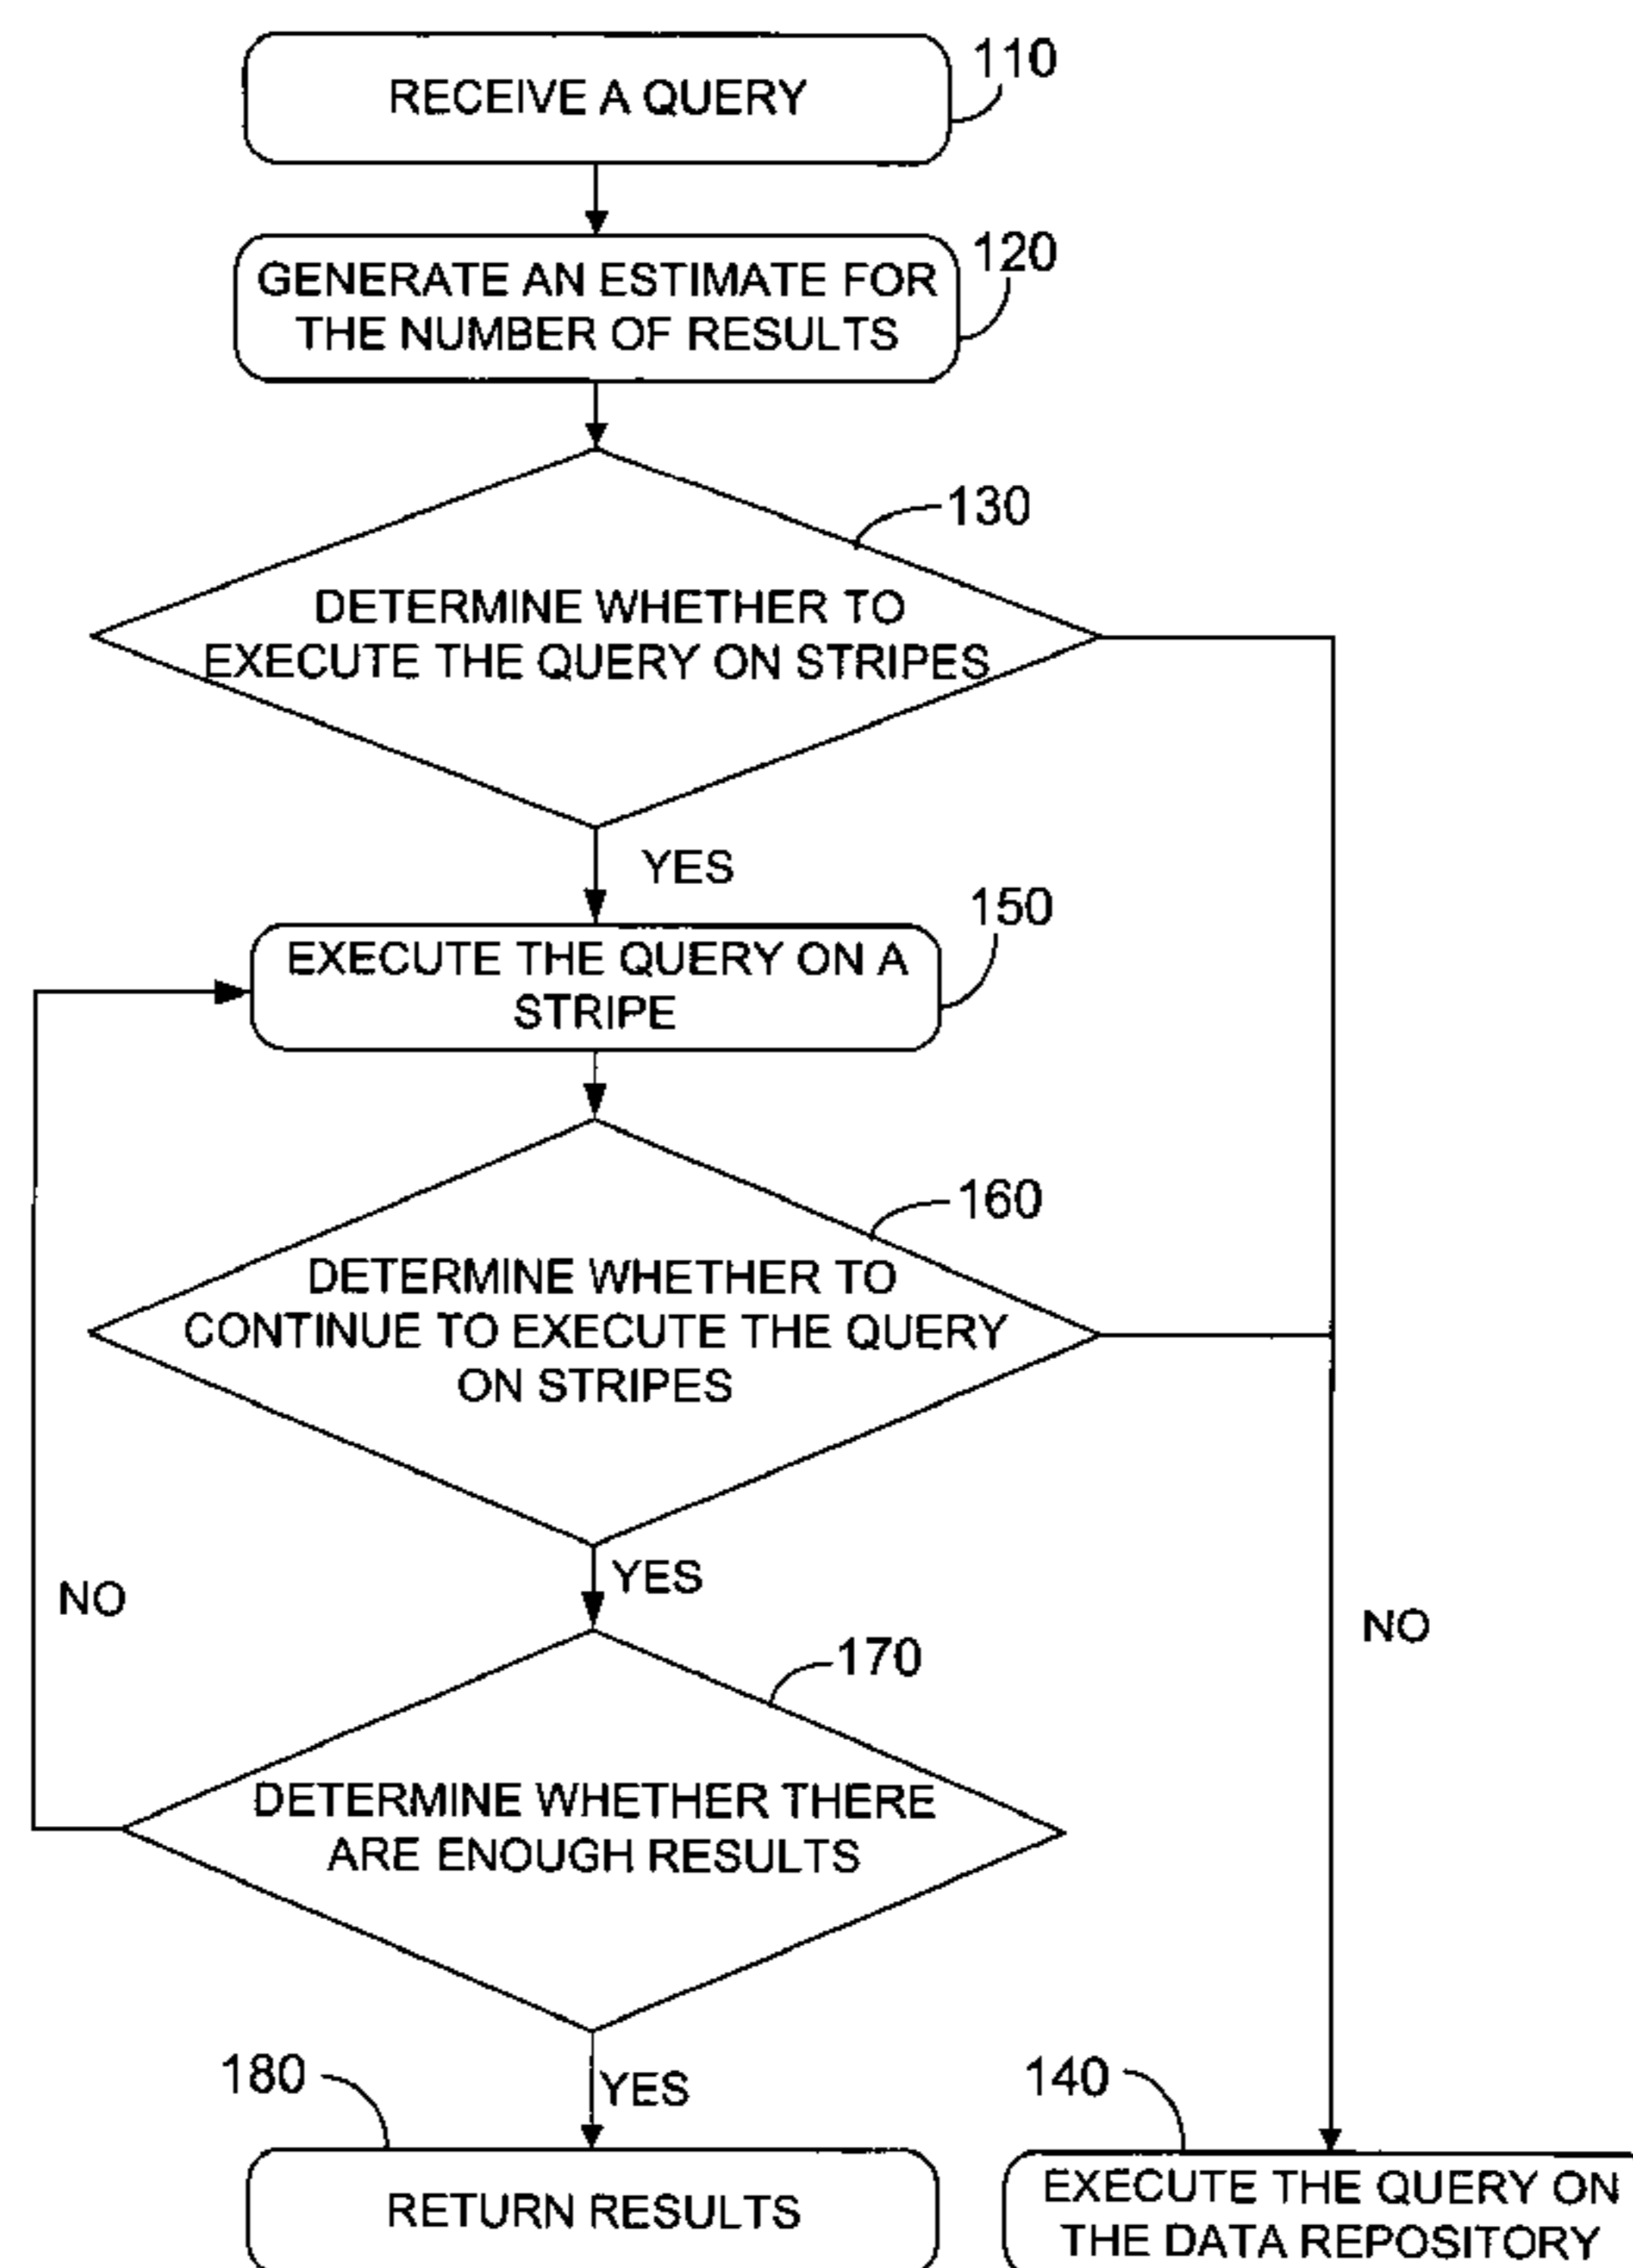 RECEIVE A QUERY
110
GENERATE AN ESTIMATE FOR
THE NUMBER OF RESULTS
120
130
DETERMINE WHETHER TO
EXECUTE THE QUERY ON STRIPES
YES
150
EXECUTE THE QUERY ON A
STRIPE
160
DETERMINE WHETHER TO
CONTINUE TO EXECUTE THE QUERY
ON STRIPES
YES
NO
NO
170
DETERMINE WHETHER THERE
ARE ENOUGH RESULTS
YES
180
RETURN RESULTS
140
EXECUTE THE QUERY ON
THE DATA REPOSITORY